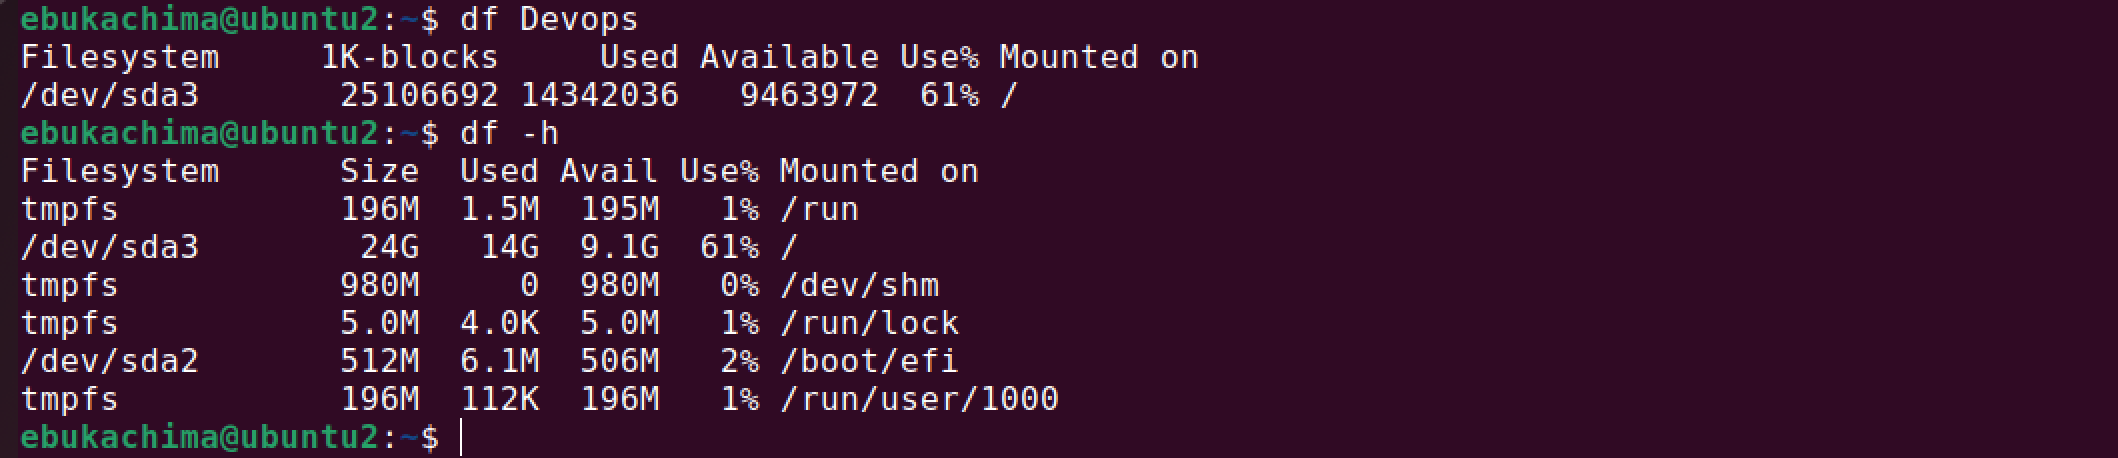 ebukachima@ubuntu2:~$ df Devops
Filesystem     1K-blocks     Used Available Use% Mounted on
/dev/sda3       25106692 14342036   9463972  61% /
ebukachima@ubuntu2:~$ df -h
Filesystem      Size  Used Avail Use% Mounted on
tmpfs           196M  1.5M  195M   1% /run
/dev/sda3        24G   14G  9.1G  61% /
tmpfs           980M     0  980M   0% /dev/shm
tmpfs           5.0M  4.0K  5.0M   1% /run/lock
/dev/sda2       512M  6.1M  506M   2% /boot/efi
tmpfs           196M  112K  196M   1% /run/user/1000
ebukachima@ubuntu2:~$